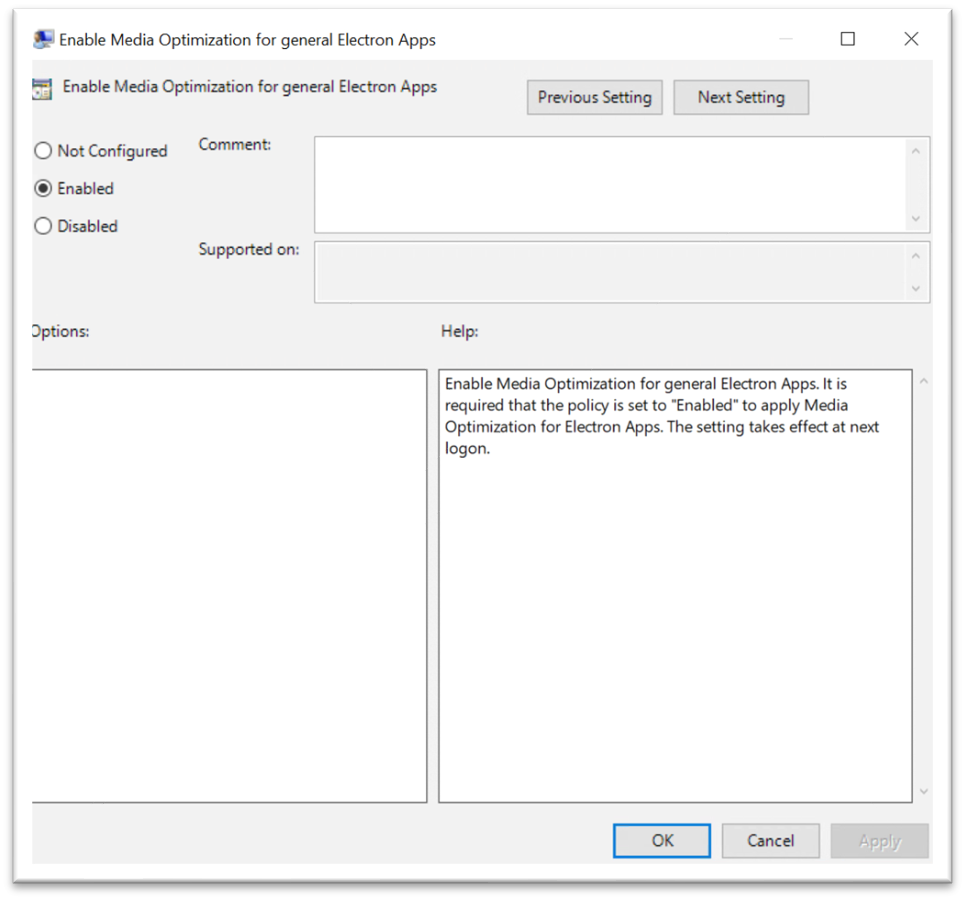 Enable Media Optimization for general Electron Apps
Enable Media Optimization for general Electron Apps
Previous Setting
Next Setting
Not Configured
Enabled
Disabled
Comment:
Supported on:
Options:
Help:
Enable Media Optimization for general Electron Apps. It is
required that the policy is set to "Enabled" to apply Media
Optimization for Electron Apps. The setting takes effect at next
logon.
OK
Cancel
Apply